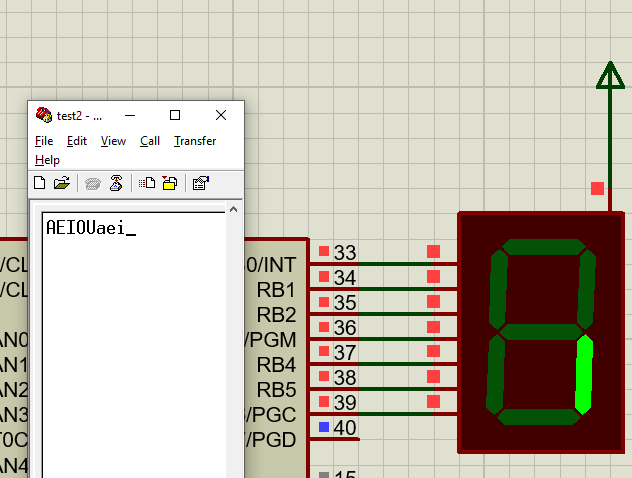 test2 - ...
File Edit View Call Transfer
Help
AEIOUaei_
/CL
/CL
AN0
AN1
AN2
AN3
T0C
AN4
0/INT
RB1
RB2
/PGM
RB4
RB5
/PGC
/PGD
33
34
35
36
37
38
39
40
15